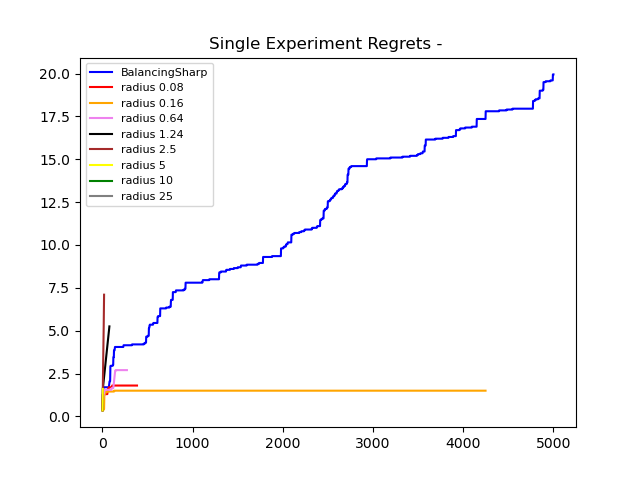 Single Experiment Regrets -
BalancingSharp
radius 0.08
radius 0.16
radius 0.64
radius 1.24
radius 2.5
radius 5
radius 10
radius 25
20.0
17.5
15.0
12.5
10.0
7.5
5.0
2.5
0.0
0 1000 2000 3000 4000 5000